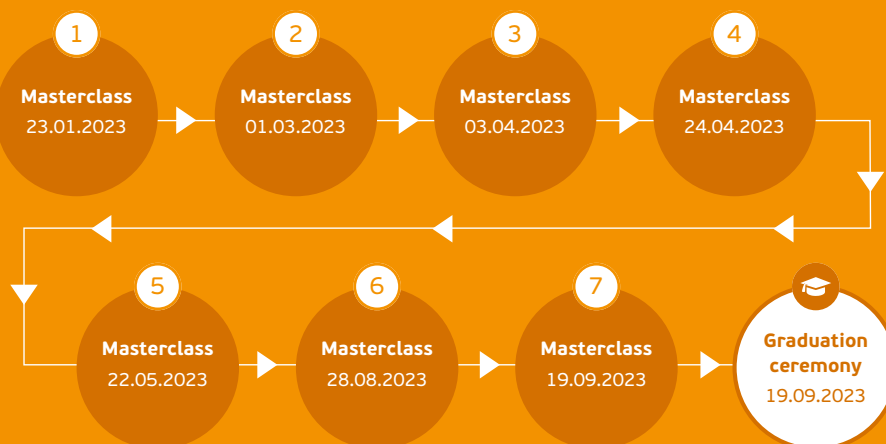 1
Masterclass
23.01.2023
2
Masterclass
01.03.2023
3
Masterclass
03.04.2023
4
Masterclass
24.04.2023
5
Masterclass
22.05.2023
6
Masterclass
28.08.2023
7
Masterclass
19.09.2023
Graduation
ceremony
19.09.2023